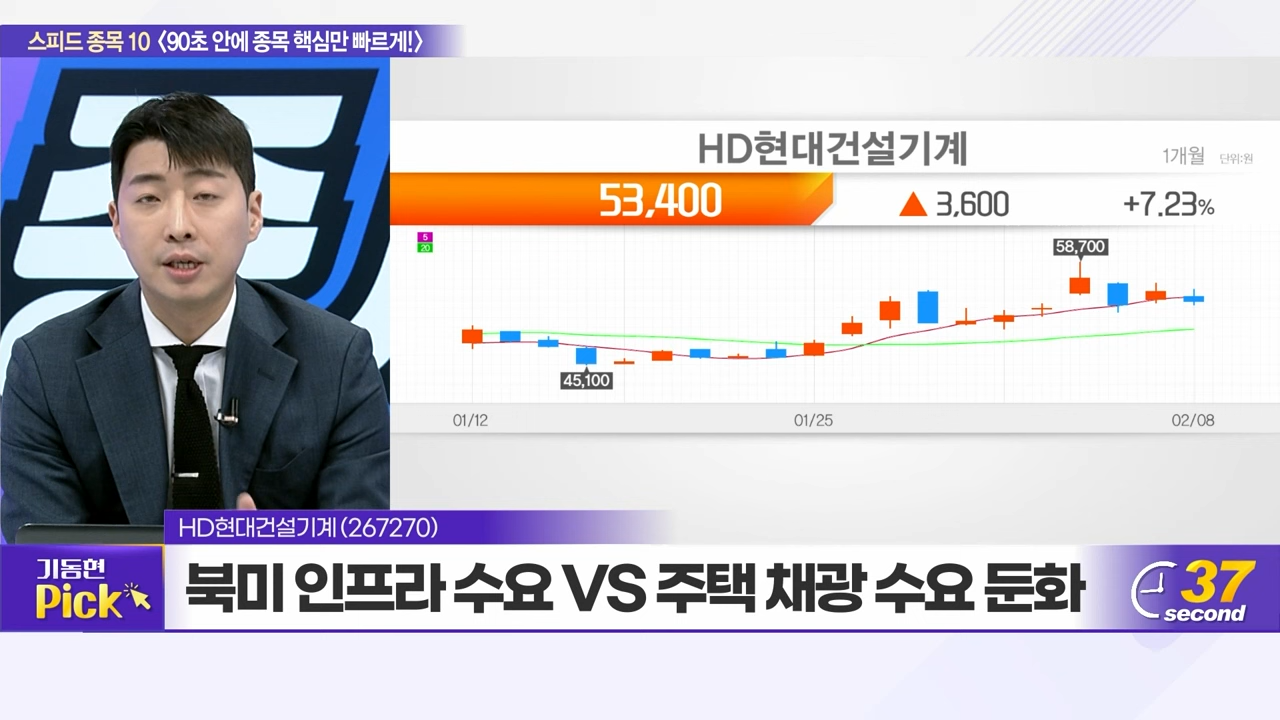 스피드 종목 10 〈90초 안에 종목 핵심만 빠르게!〉
HD현대건설기계
1개월 단위:원
53,400 ▲ 3,600 +7.23%
5
20
58,700
45,100
01/12 01/25 02/08
HD현대건설기계(267270)
기동현
Pick
북미 인프라 수요 VS 주택 채광 수요 둔화
37
second